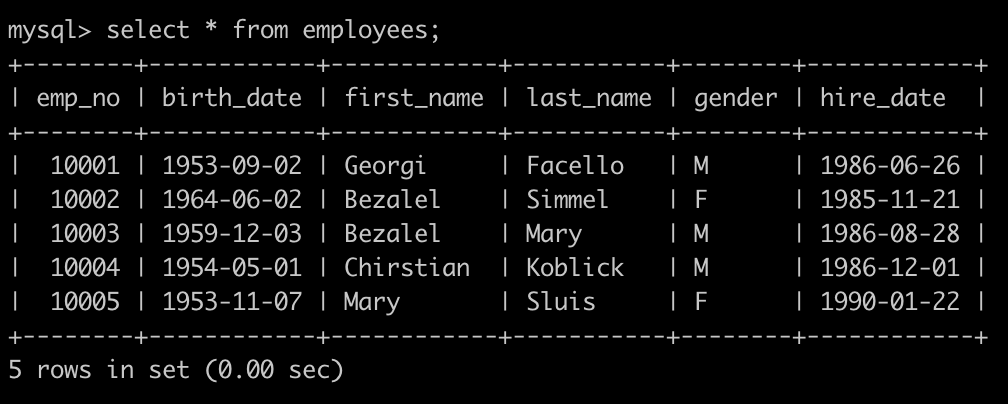 mysql> select * from employees;
+--------+------------+------------+-----------+--------+------------+
| emp_no | birth_date | first_name | last_name | gender | hire_date  |
+--------+------------+------------+-----------+--------+------------+
|  10001 | 1953-09-02 | Georgi     | Facello   | M      | 1986-06-26 |
|  10002 | 1964-06-02 | Bezalel    | Simmel    | F      | 1985-11-21 |
|  10003 | 1959-12-03 | Bezalel    | Mary      | M      | 1986-08-28 |
|  10004 | 1954-05-01 | Chirstian  | Koblick   | M      | 1986-12-01 |
|  10005 | 1953-11-07 | Mary       | Sluis     | F      | 1990-01-22 |
+--------+------------+------------+-----------+--------+------------+
5 rows in set (0.00 sec)